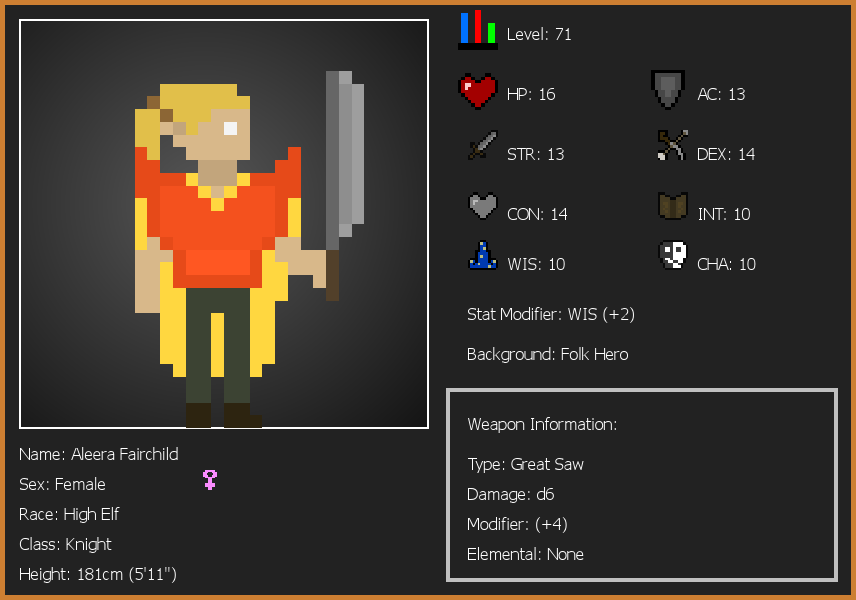 Level: 71
HP: 16
AC: 13
STR: 13
DEX: 14
CON: 14
INT: 10
WIS: 10
CHA: 10
Stat Modifier: WIS (+2)
Background: Folk Hero
Weapon Information:
Type: Great Saw
Damage: d6
Modifier: (+4)
Elemental: None
Name: Aleera Fairchild
Sex: Female
Race: High Elf
Class: Knight
Height: 181cm (5'11")